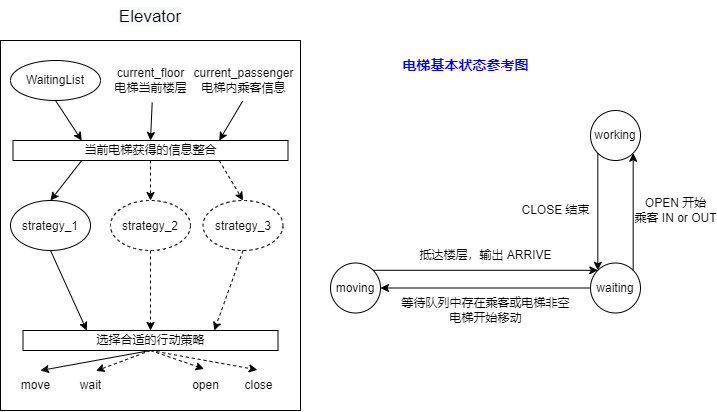 Elevator
WaitingList
current_floor
电梯当前楼层
current_passenger
电梯内乘客信息
当前电梯获得的信息整合
strategy_1
strategy_2
strategy_3
选择合适的行动策略
move
wait
open
close
电梯基本状态参考图
working
CLOSE 结束
OPEN 开始
乘客 IN or OUT
抵达楼层，输出 ARRIVE
moving
waiting
等待队列中存在乘客或电梯非空
电梯开始移动